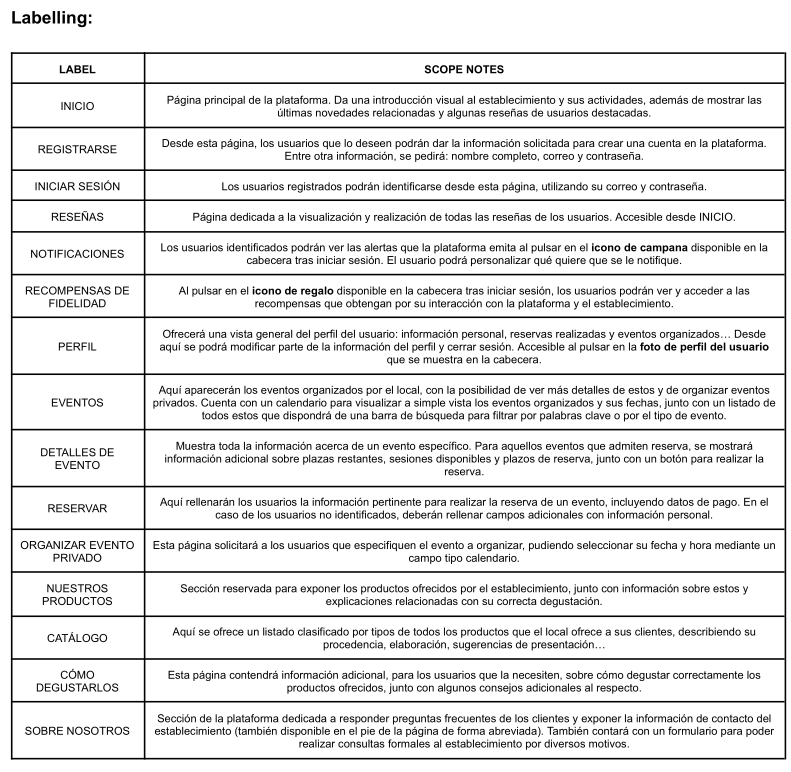 Labelling:
LABEL
SCOPE NOTES
INICIO
Página principal de la plataforma. Da una introducción visual al establecimiento y sus actividades, además de mostrar las
últimas novedades relacionadas y algunas reseñas de usuarios destacadas.
REGISTRARSE
Desde esta página, los usuarios que lo deseen podrán dar la información solicitada para crear una cuenta en la plataforma.
Entre otra información, se pedirá: nombre completo, correo y contraseña.
INICIAR SESIÓN
Los usuarios registrados podrán identificarse desde esta página, utilizando su correo y contraseña.
RESEÑAS
Página dedicada a la visualización y realización de todas las reseñas de los usuarios. Accesible desde INICIO.
NOTIFICACIONES
Los usuarios identificados podrán ver las alertas que la plataforma emita al pulsar en el icono de campana disponible en la
cabecera tras iniciar sesión. El usuario podrá personalizar qué quiere que se le notifique.
RECOMPENSAS DE
FIDELIDAD
Al pulsar en el icono de regalo disponible en la cabecera tras iniciar sesión, los usuarios podrán ver y acceder a las
recompensas que obtengan por su interacción con la plataforma y el establecimiento.
PERFIL
Ofrecerá una vista general del perfil del usuario: información personal, reservas realizadas y eventos organizados… Desde
aquí se podrá modificar parte de la información del perfil y cerrar sesión. Accesible al pulsar en la foto de perfil del usuario
que se muestra en la cabecera.
EVENTOS
Aquí aparecerán los eventos organizados por el local, con la posibilidad de ver más detalles de estos y de organizar eventos
privados. Cuenta con un calendario para visualizar a simple vista los eventos organizados y sus fechas, junto con un listado de
todos estos que dispondrá de una barra de búsqueda para filtrar por palabras clave o por el tipo de evento.
DETALLES DE
EVENTO
Muestra toda la información acerca de un evento específico. Para aquellos eventos que admiten reserva, se mostrará
información adicional sobre plazas restantes, sesiones disponibles y plazos de reserva, junto con un botón para realizar la
reserva.
RESERVAR
Aquí rellenarán los usuarios la información pertinente para realizar la reserva de un evento, incluyendo datos de pago. En el
caso de los usuarios no identificados, deberán rellenar campos adicionales con información personal.
ORGANIZAR EVENTO
PRIVADO
Esta página solicitará a los usuarios que especifiquen el evento a organizar, pudiendo seleccionar su fecha y hora mediante un
campo tipo calendario.
NUESTROS
PRODUCTOS
Sección reservada para exponer los productos ofrecidos por el establecimiento, junto con información sobre estos y
explicaciones relacionadas con su correcta degustación.
CATÁLOGO
Aquí se ofrece un listado clasificado por tipos de todos los productos que el local ofrece a sus clientes, describiendo su
procedencia, elaboración, sugerencias de presentación…
CÓMO
DEGUSTARLOS
Esta página contendrá información adicional, para los usuarios que la necesiten, sobre cómo degustar correctamente los
productos ofrecidos, junto con algunos consejos adicionales al respecto.
SOBRE NOSOTROS
Sección de la plataforma dedicada a responder preguntas frecuentes de los clientes y exponer la información de contacto del
establecimiento (también disponible en el pie de la página de forma abreviada). También contará con un formulario para poder
realizar consultas formales al establecimiento por diversos motivos.